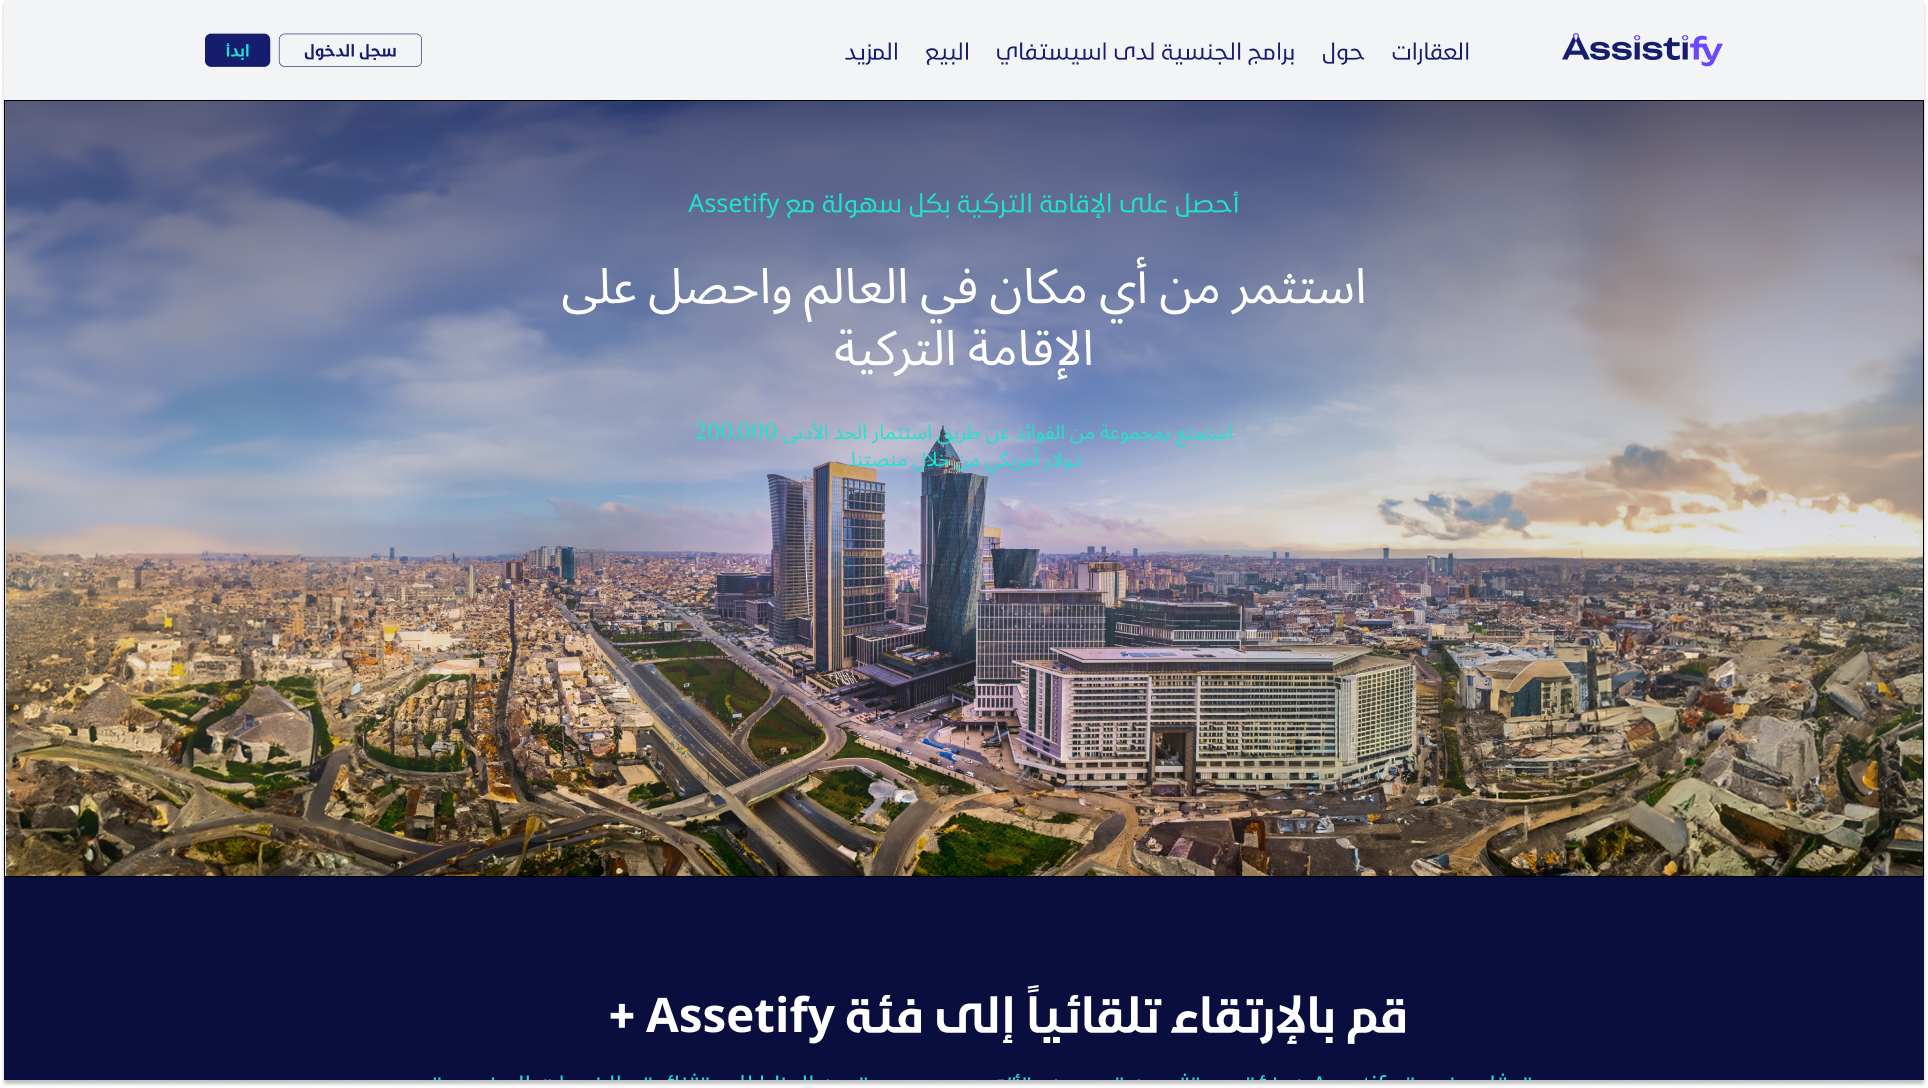 Assistify
العقارات
حول
برامج الجنسية لدى اسيستفاي
البيع
المزيد
سجل الدخول
ابدأ
أحصل على الإقامة التركية بكل سهولة مع Assetify
استثمر من أي مكان في العالم واحصل على
الإقامة التركية
استمتع بمجموعة من الفوائد عن طريق استثمار الحد الأدنى 200,000
دولار أمريكي من خلال منصتنا.
قم بالإرتقاء تلقائياً إلى فئة Assetify +